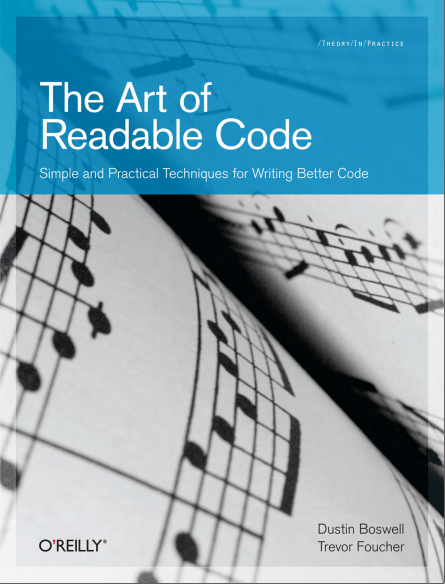 /THEORY/IN/PRACTICE
The Art of
Readable Code
Simple and Practical Techniques for Writing Better Code
Dustin Boswell
O'REILLY®
Trevor Foucher